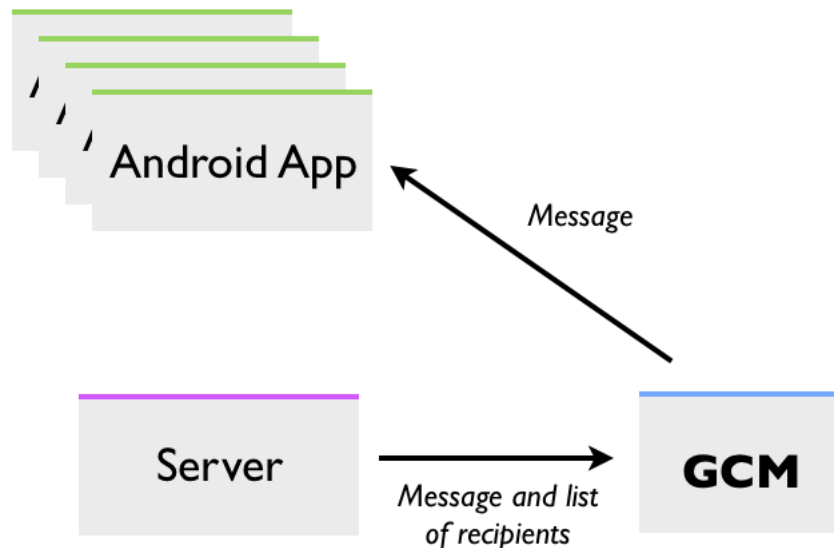 Android App
Message
Server
GCM
Message and list
of recipients